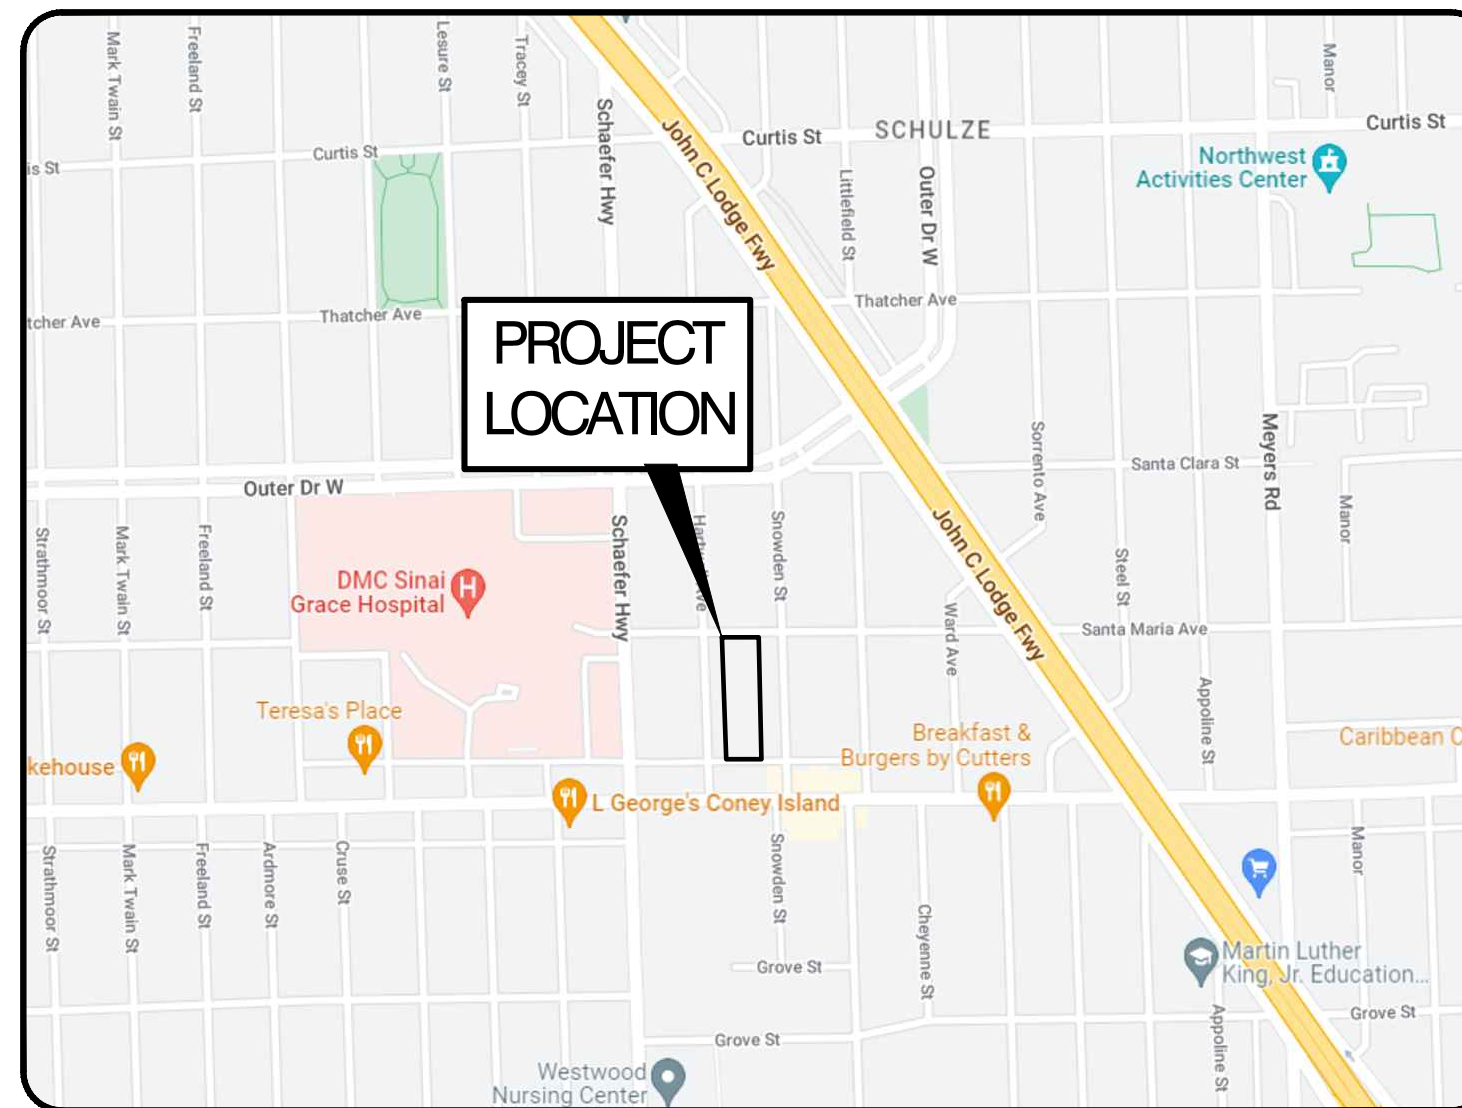 Mark Twain St
Freeland St
Lesure St
Tracey St
Schaefer Hwy
John C Lodge Fwy
Curtis St
SCHULZE
Manor
Curtis St
Northwest
Activities Center
is St
Curtis St
Littlefield St
Outer Dr W
tcher Ave
Thatcher Ave
Thatcher Ave
PROJECT
LOCATION
Outer Dr W
Santa Clara St
Sorrento Ave
Meyers Rd
Manor
Strathmoor St
Mark Twain St
Freeland St
DMC Sinai
Grace Hospital
H
Schaefer Hwy
Snowden St
John C Lodge Fwy
Steel St
Ward Ave
Santa Maria Ave
Appoline St
Teresa's Place
kehouse
Breakfast &
Burgers by Cutters
Caribbean C
L George's Coney Island
Strathmoor St
Mark Twain St
Freeland St
Ardmore St
Cruse St
Snowden St
Cheyenne St
Manor
Grove St
Martin Luther
King, Jr. Education...
Grove St
Grove St
Appoline St
Westwood
Nursing Center